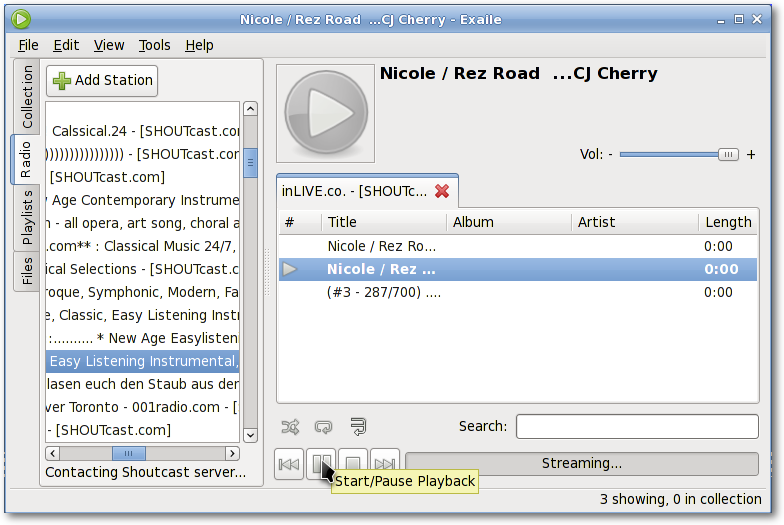 Nicole / Rez Road ...CJ Cherry - Exaile
File Edit View Tools Help
Collection
Radio
Playlists
Files
Add Station
Calssical.24 - [SHOUTcast.con
)))))))))))))))) - [SHOUTcast.con
[SHOUTcast.com]
Age Contemporary Instrume
- all opera, art song, choral a
.com** : Classical Music 24/7,
ical Selections - [SHOUTcast.c
roque, Symphonic, Modern, Fa
e, Classic, Easy Listening Inst
:.......... * New Age Easylisteni
Easy Listening Instrumental,
lasen euch den Staub aus der
ver Toronto - 001radio.com - [
- [SHOUTcast.com]
Contacting Shoutcast server...
Nicole / Rez Road ...CJ Cherry
Vol: - +
inLIVE.co. - [SHOUTc...
# Title Album Artist Length
Nicole / Rez Ro... 0:00
Nicole / Rez ... 0:00
(#3 - 287/700) .... 0:00
Search:
Streaming...
Start/Pause Playback
3 showing, 0 in collection